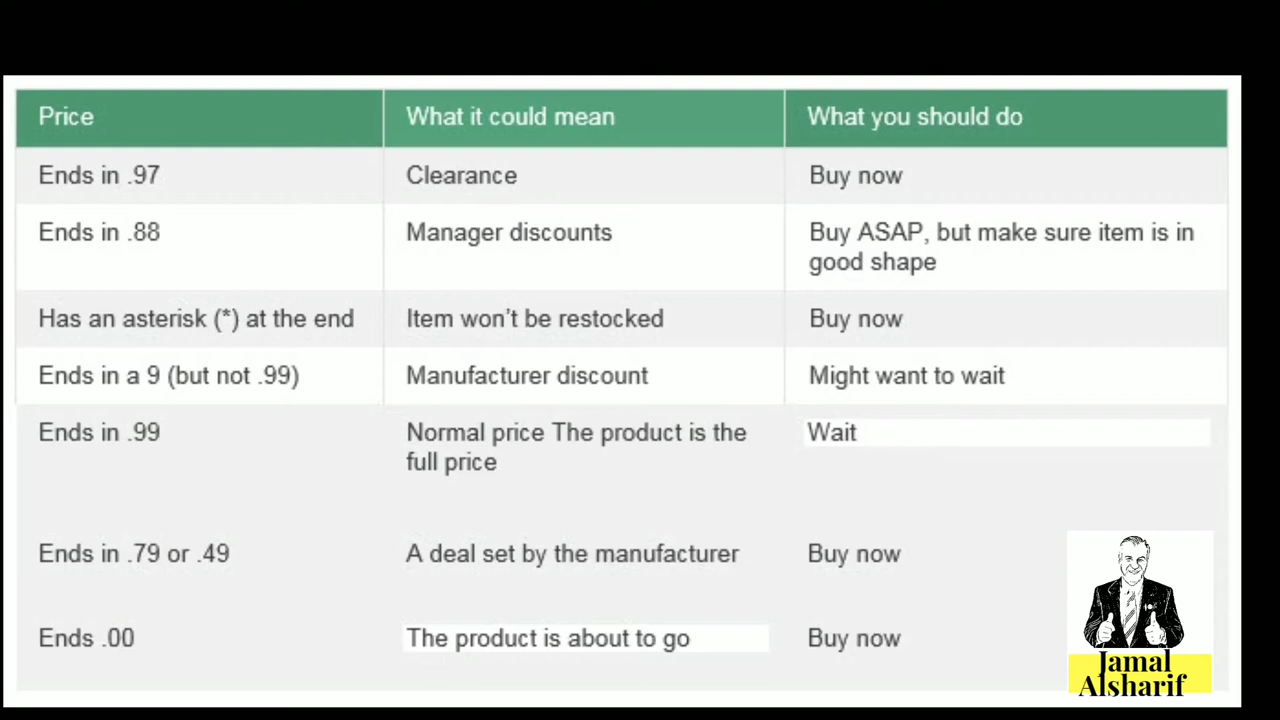 Price What it could mean What you should do
Ends in .97 Clearance Buy now
Ends in .88 Manager discounts Buy ASAP, but make sure item is in
good shape
Has an asterisk (*) at the end Item won't be restocked Buy now
Ends in a 9 (but not .99) Manufacturer discount Might want to wait
Ends in .99 Normal price The product is the Wait
full price
Ends in .79 or .49 A deal set by the manufacturer Buy now
Ends .00 The product is about to go Buy now
Jamal
Alsharif